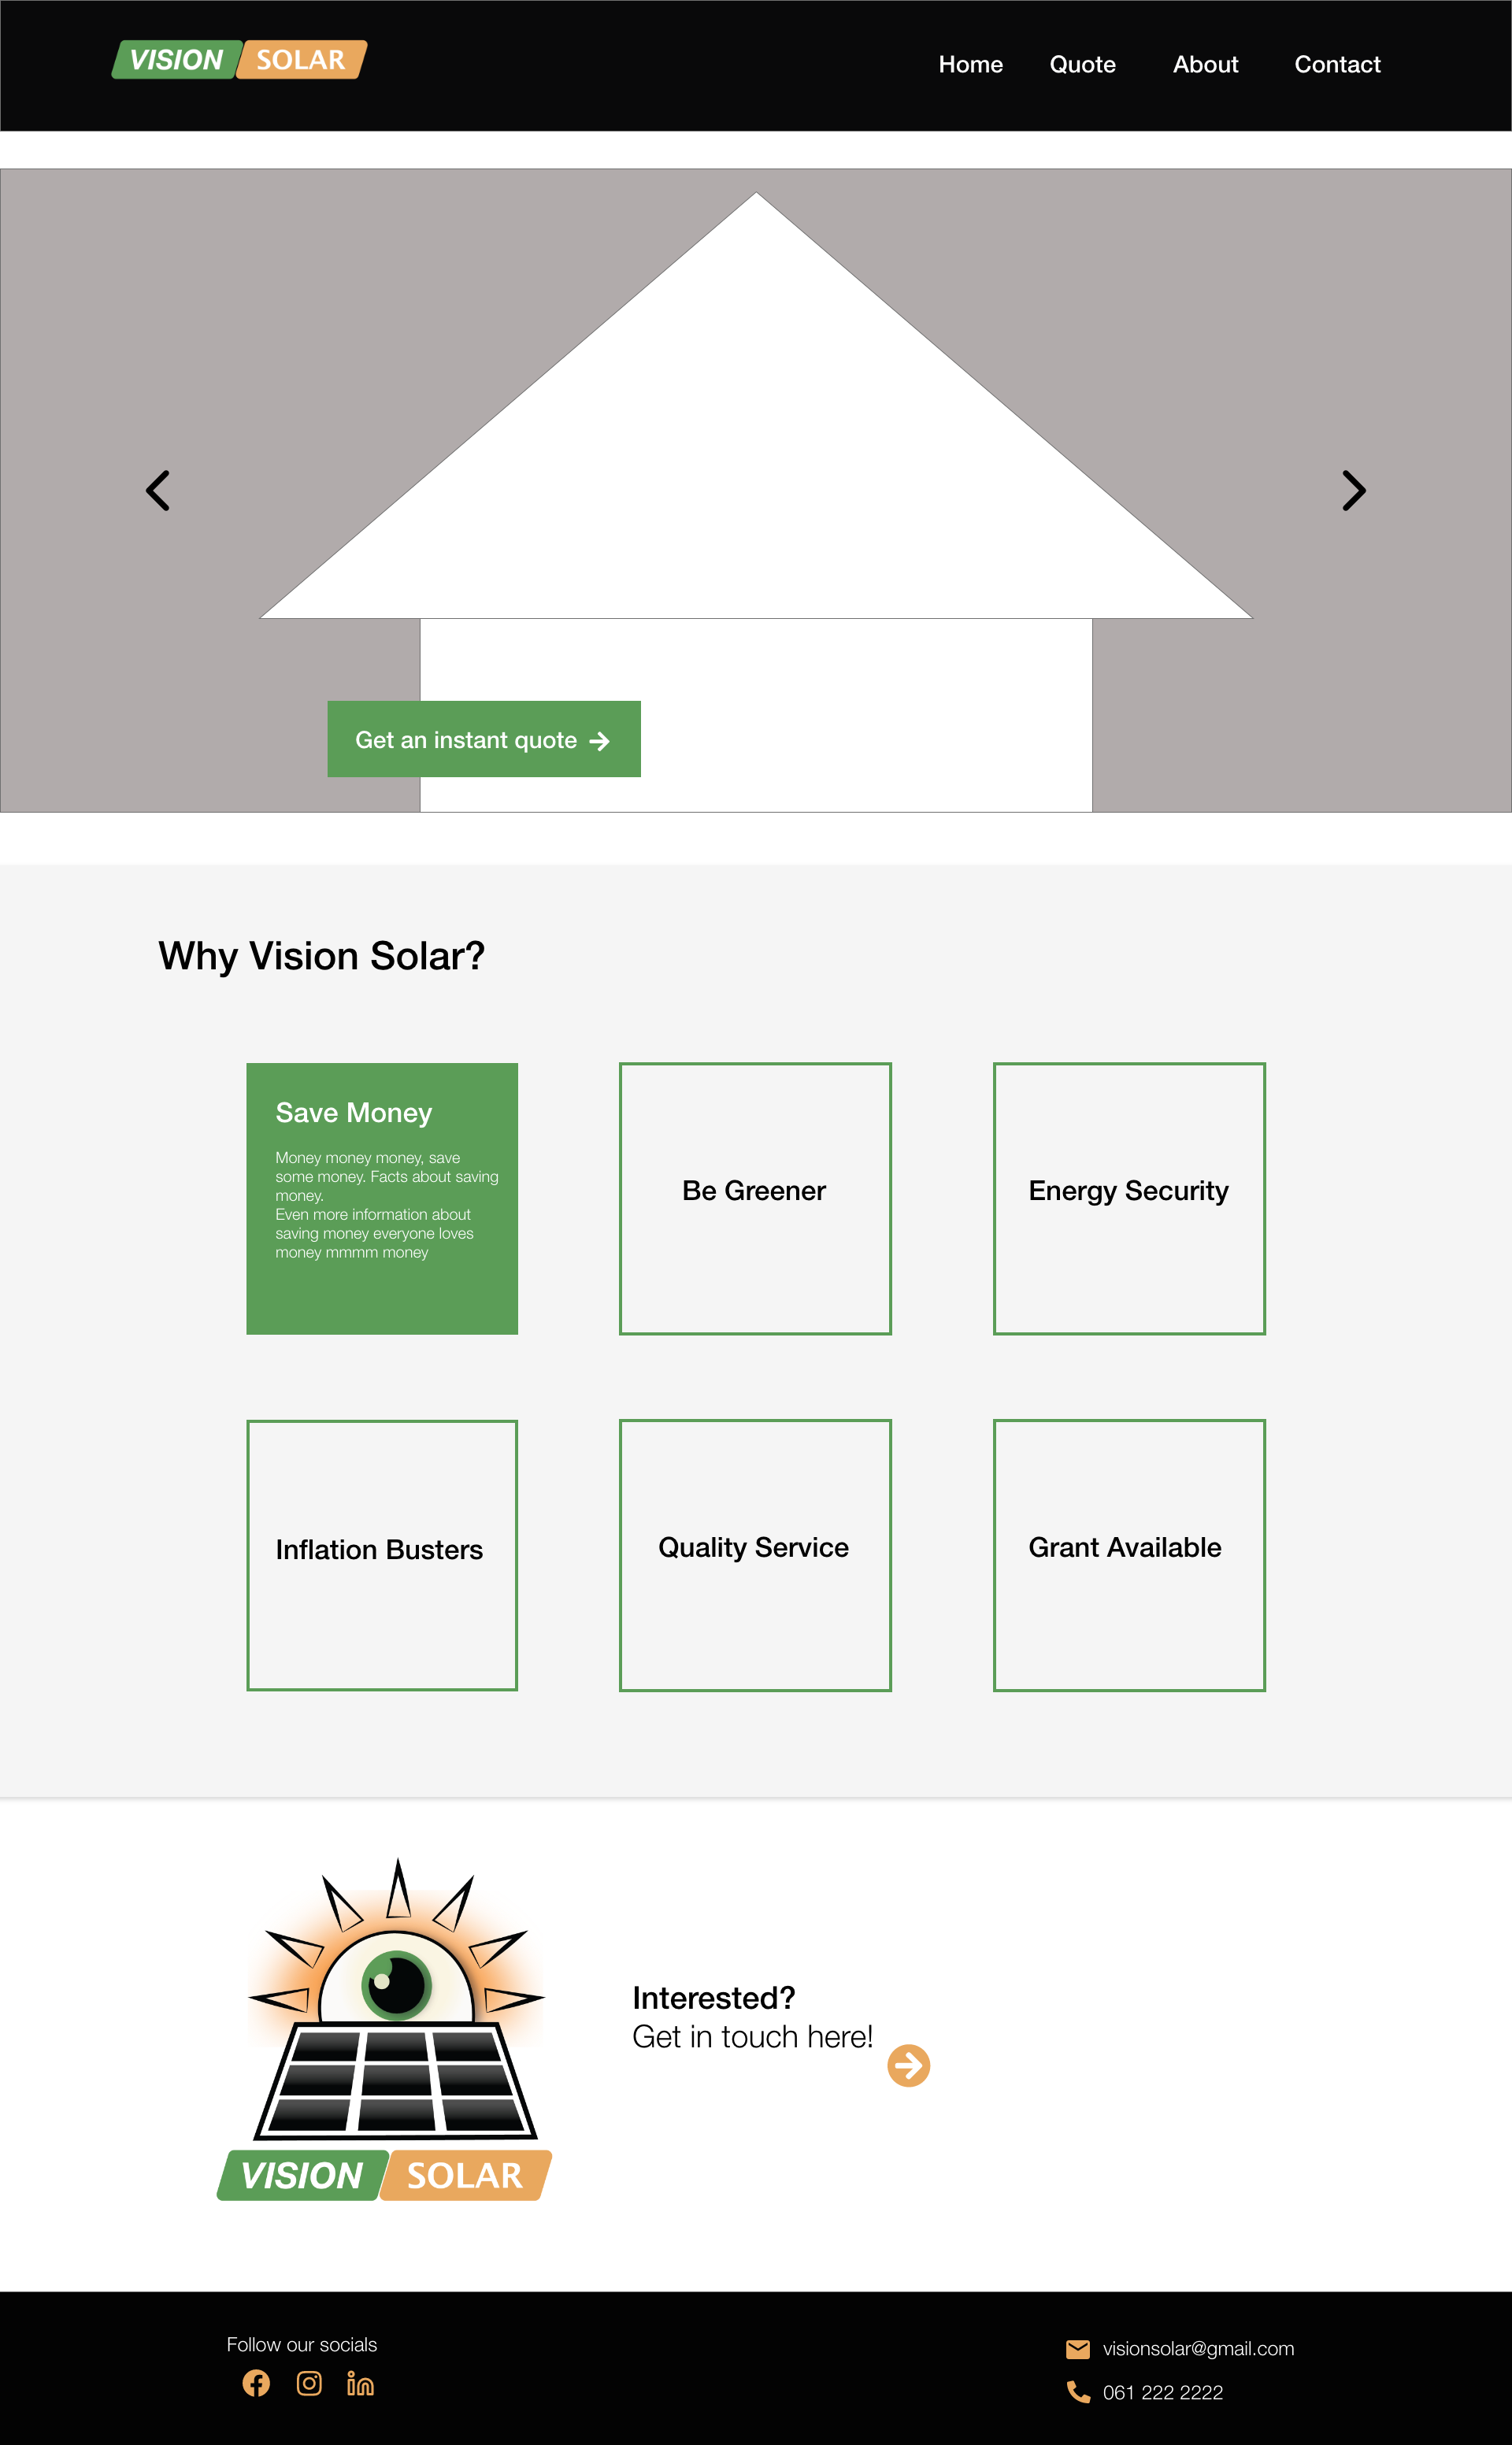 VISION SOLAR
Home Quote About Contact
Get an instant quote
Why Vision Solar?
Save Money
Money money money, save
some money. Facts about saving
money.
Even more information about
saving money everyone loves
money mmmm money
Be Greener
Energy Security
Inflation Busters
Quality Service
Grant Available
Interested?
Get in touch here!
VISION SOLAR
Follow our socials
visionsolar@gmail.com
061 222 2222